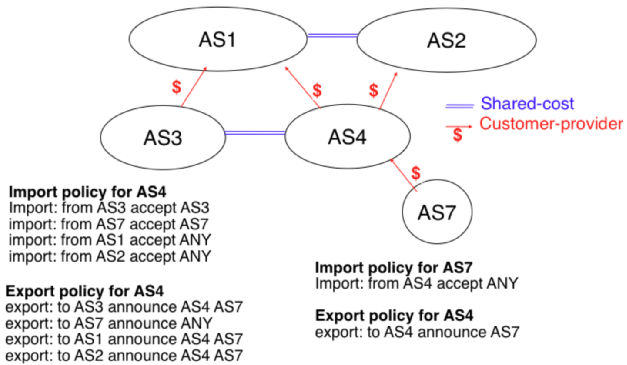 AS1
AS2
$
$
$
Shared-cost
AS3
AS4
$
Customer-provider
$
AS7
Import policy for AS4
Import: from AS3 accept AS3
import: from AS7 accept AS7
import: from AS1 accept ANY
import: from AS2 accept ANY
Export policy for AS4
export: to AS3 announce AS4 AS7
export: to AS7 announce ANY
export: to AS1 announce AS4 AS7
export: to AS2 announce AS4 AS7
Import policy for AS7
Import: from AS4 accept ANY
Export policy for AS4
export: to AS4 announce AS7